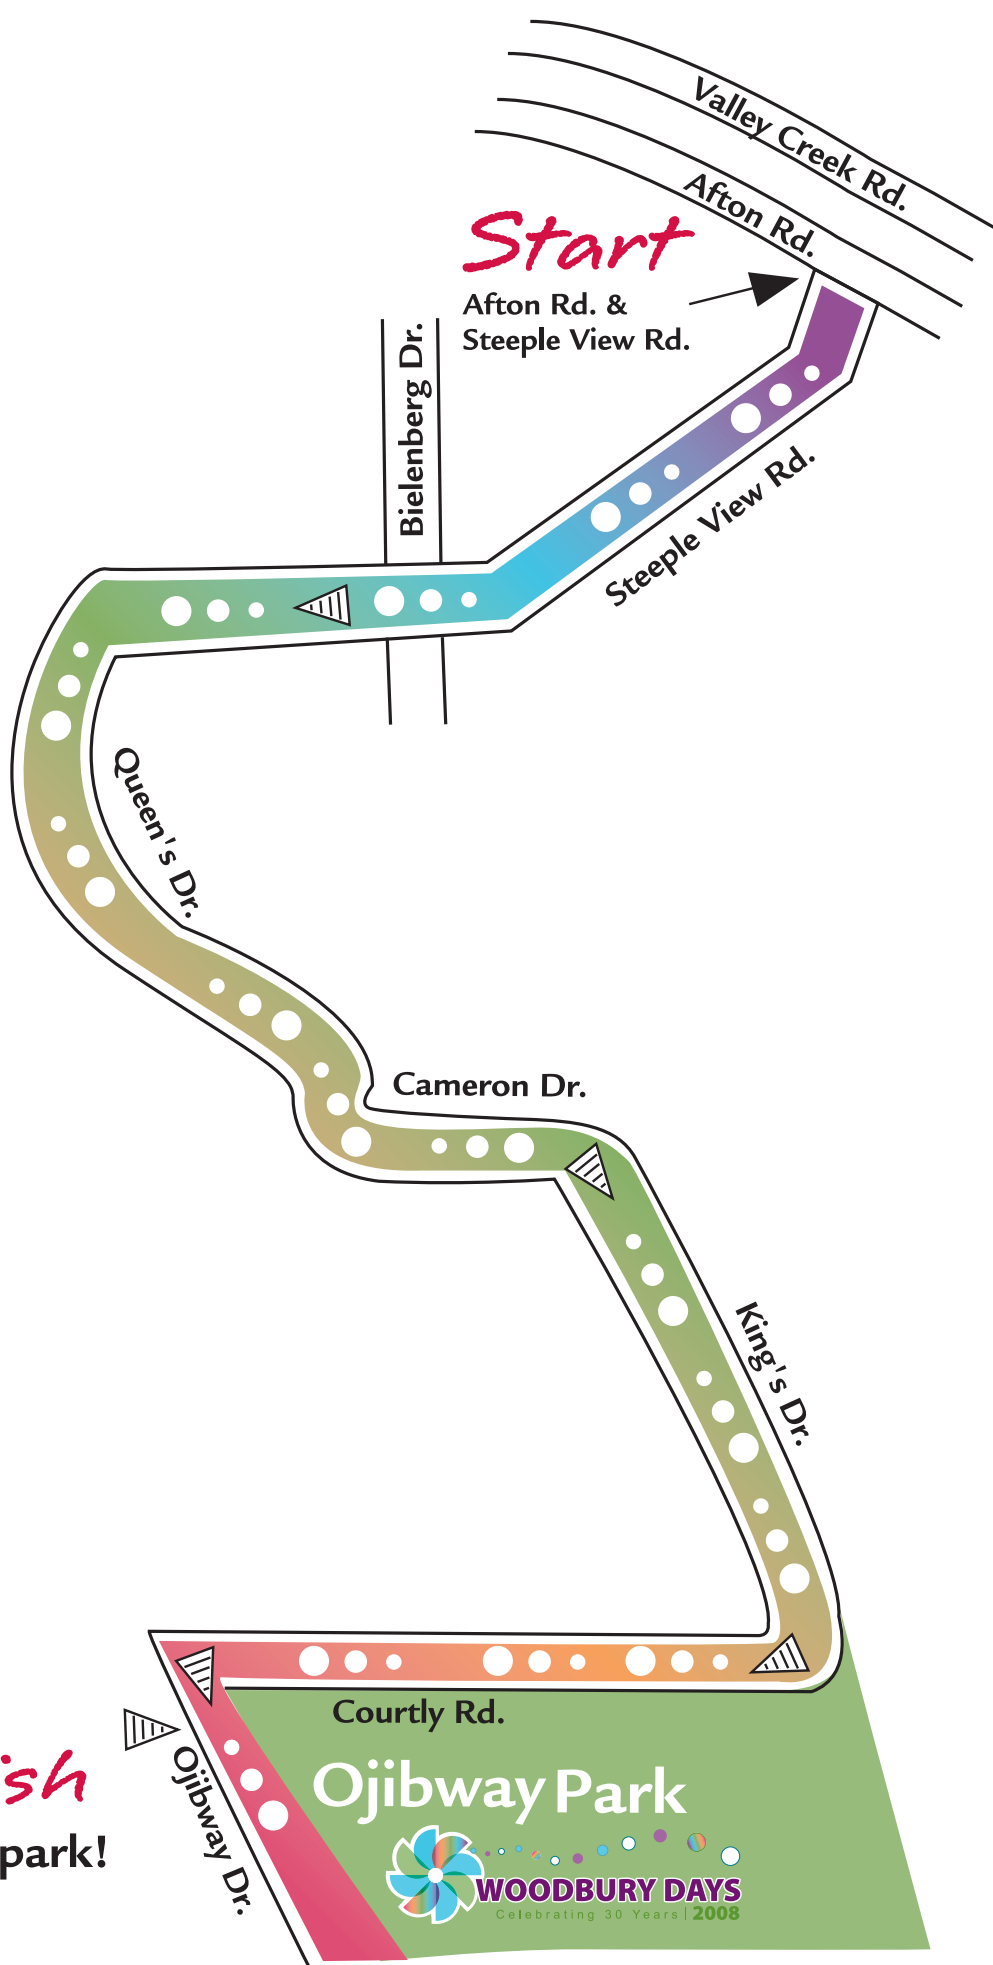 Valley Creek Rd.
Afton Rd.
Start
Afton Rd. &
Steeple View Rd.
Bielenberg Dr.
Steeple View Rd.
Queen's Dr.
Cameron Dr.
King's Dr.
Courtly Rd.
Ojibway Dr.
sh
park!
Ojibway Park
WOODBURY DAYS
Celebrating 30 Years | 2008